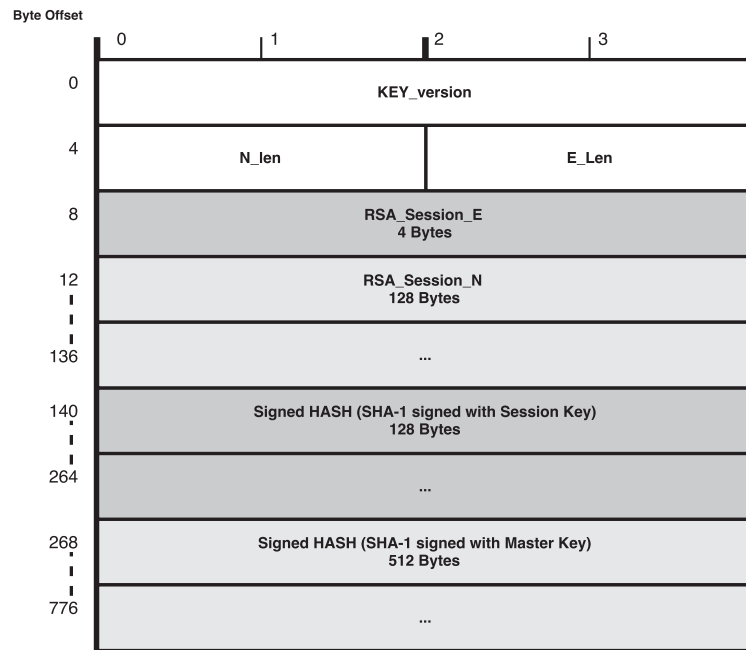 Byte Offset
0 1 2 3
0 KEY_version
4 N_len E_Len
8 RSA_Session_E
4 Bytes
12 RSA_Session_N
128 Bytes
136 ...
140 Signed HASH (SHA-1 signed with Session Key)
128 Bytes
264 ...
268 Signed HASH (SHA-1 signed with Master Key)
512 Bytes
776 ...